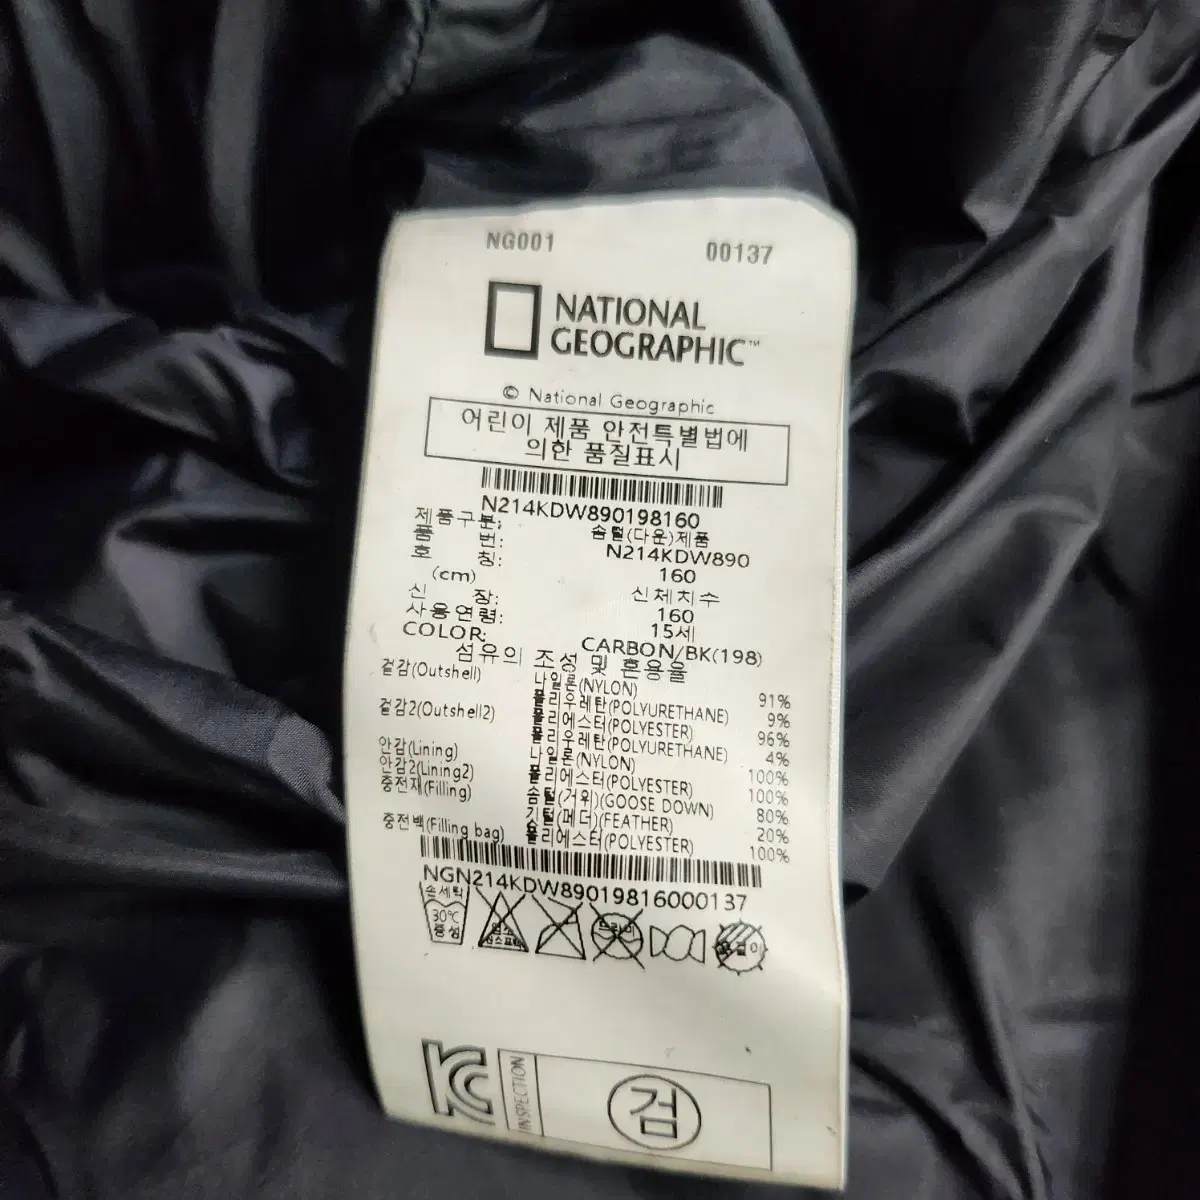 NG001 00137
NATIONAL
GEOGRAPHIC™
© National Geographic
어린이 제품 안전특별법에
의한 품질표시
N214KDW890198160
제품구분: 솜털(다운)제품
품 번: N214KDW890
호 칭: 160
(cm) 신체치수
신 장: 160
사용연령: 15세
COLOR: CARBON/BK(198)
섬유의 조성 및 혼용율
겉감(Outshell) 나일론(NYLON) 91%
폴리우레탄(POLYURETHANE) 9%
겉감2(Outshell2) 폴리에스터(POLYESTER) 96%
폴리우레탄(POLYURETHANE) 4%
안감(Lining) 나일론(NYLON) 100%
안감2(Lining2) 폴리에스터(POLYESTER) 100%
충전재(Filling) 솜털(거위)(GOOSE DOWN) 80%
깃털(페더)(FEATHER) 20%
충전백(Filling bag) 폴리에스터(POLYESTER) 100%
NGN214KDW89019816000137
손세탁
30℃
중성
드라이
KC
INSPECTION
검